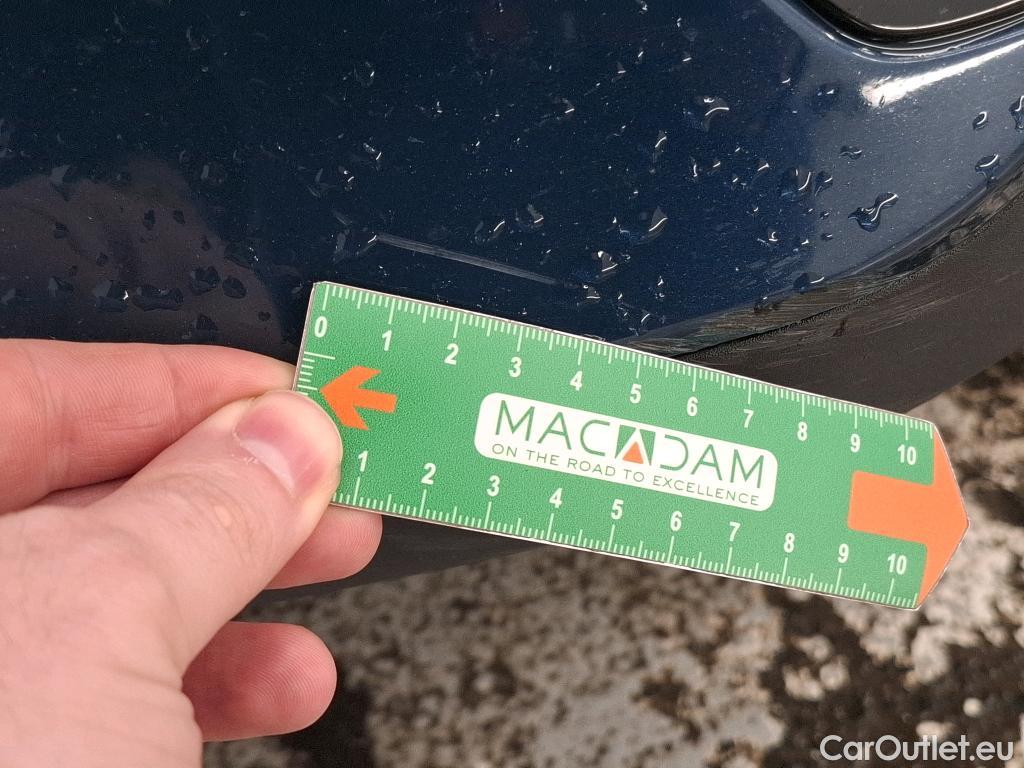 0 1 2 3 4 5 6 7 8 9 10
MACADAM
ON THE ROAD TO EXCELLENCE
1 2 3 4 5 6 7 8 9 10
CarOutlet.eu